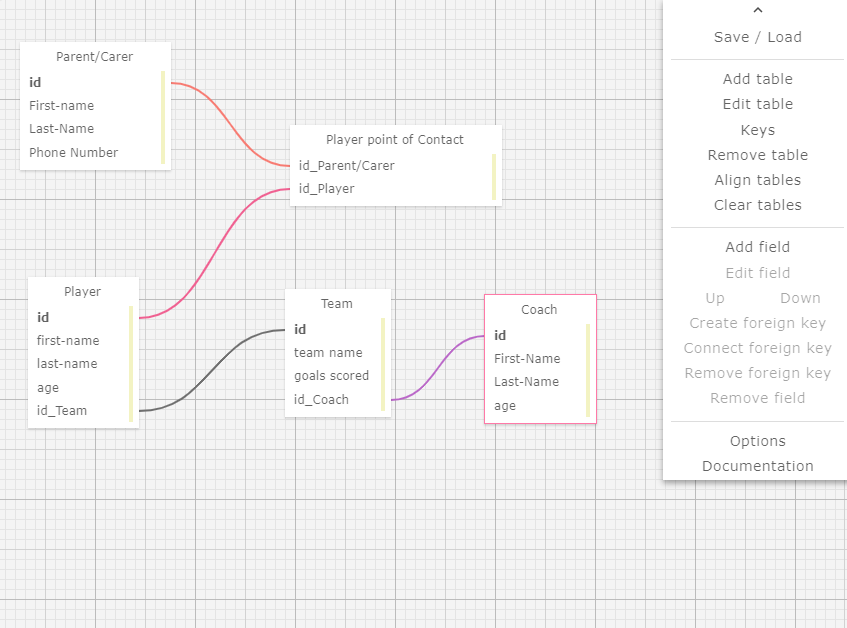 Parent/Carer
id
First-name
Last-Name
Phone Number
Player point of Contact
id_Parent/Carer
id_Player
Player
id
first-name
last-name
age
id_Team
Team
id
team name
goals scored
id_Coach
Coach
id
First-Name
Last-Name
age
Save / Load
Add table
Edit table
Keys
Remove table
Align tables
Clear tables
Add field
Edit field
Up Down
Create foreign key
Connect foreign key
Remove foreign key
Remove field
Options
Documentation